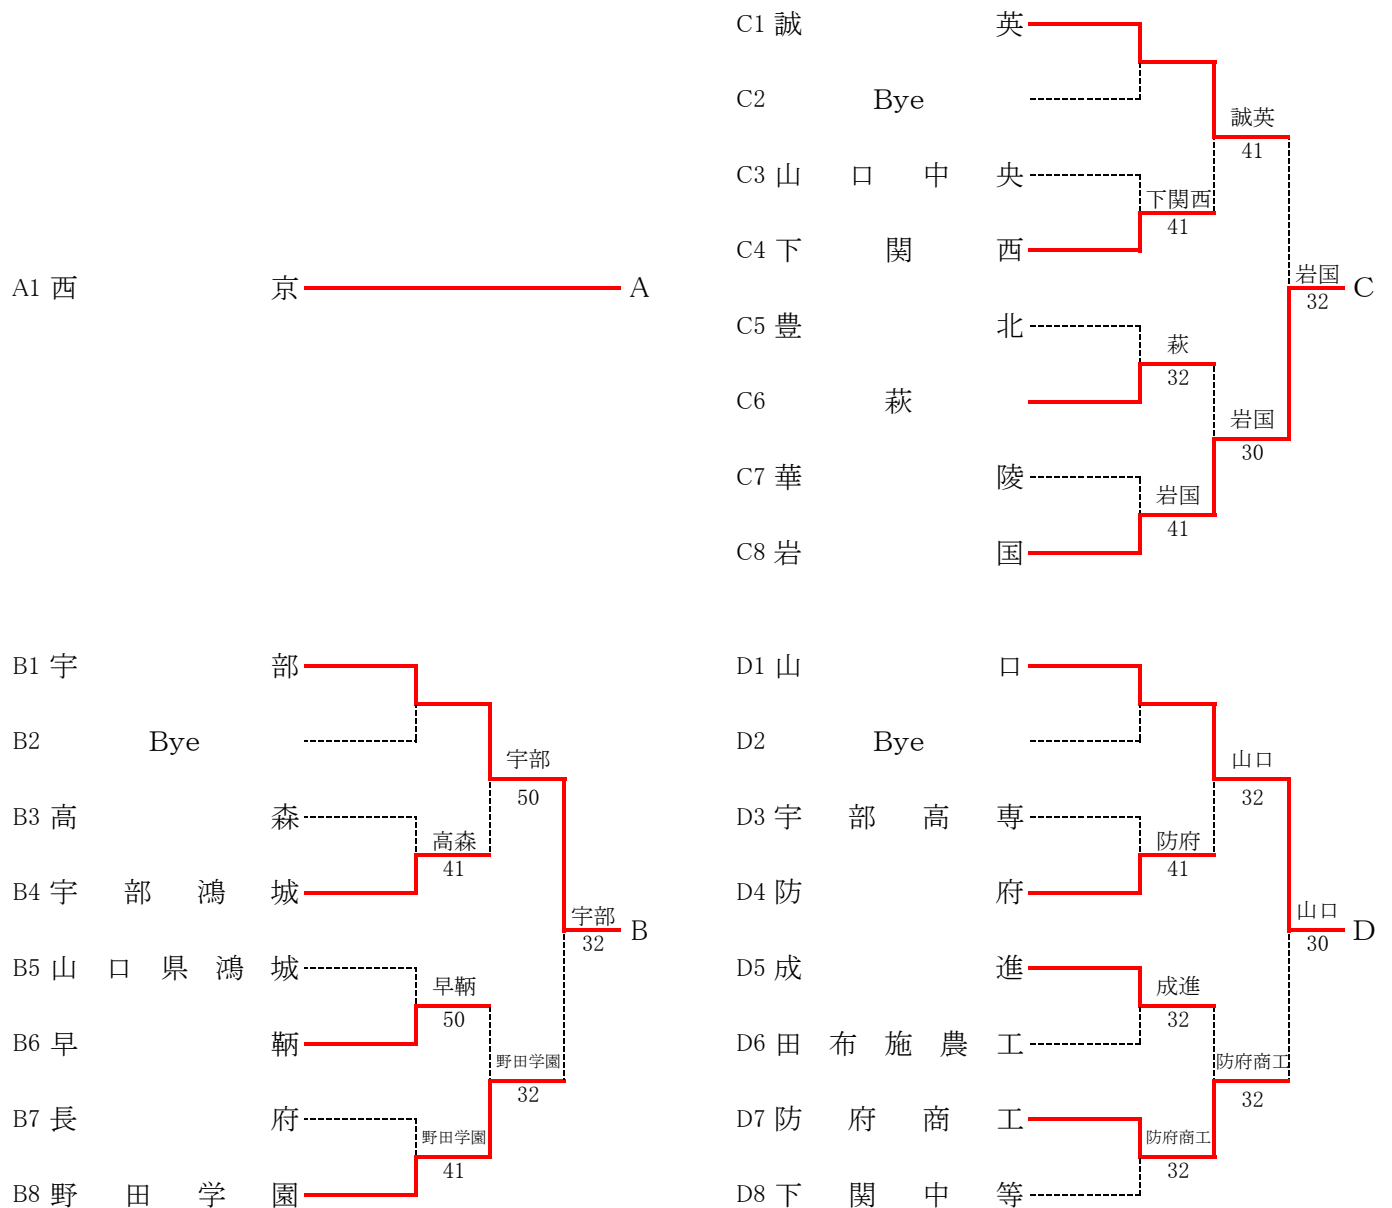 A1 西京 A
C1 誠英
C2 Bye
誠英
41
C3 山口中央
下関西
41
C4 下関西
岩国
32
C
C5 豊北
萩
32
C6 萩
岩国
30
C7 華陵
岩国
41
C8 岩国
B1 宇部
B2 Bye
宇部
50
B3 高森
高森
41
B4 宇部鴻城
宇部
32
B
B5 山口県鴻城
早鞆
50
B6 早鞆
野田学園
32
B7 長府
野田学園
41
B8 野田学園
D1 山口
D2 Bye
山口
32
D3 宇部高専
防府
41
D4 防府
山口
30
D
D5 成進
成進
32
D6 田布施農工
防府商工
32
D7 防府商工
防府商工
32
D8 下関中等